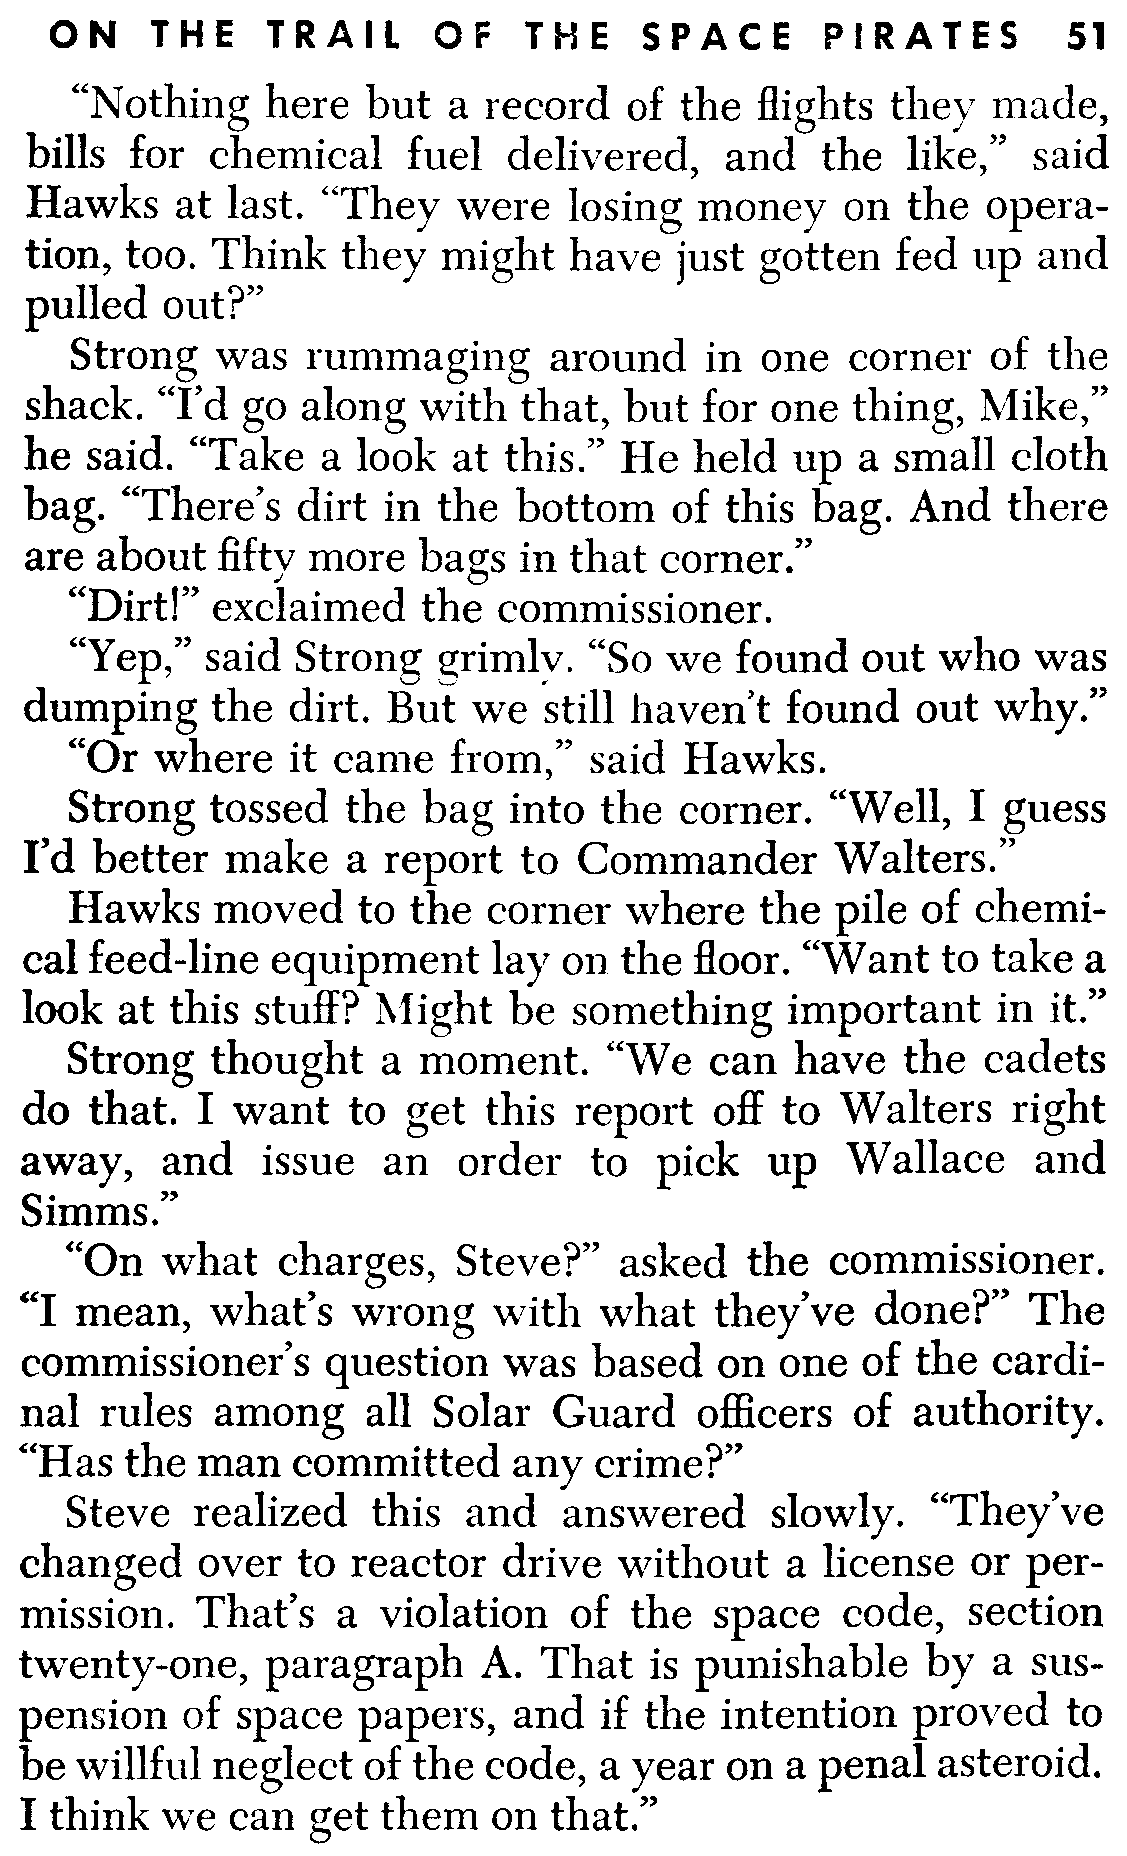 ON THE TRAIL OF THE SPACE PIRATES 51
“Nothing here but a record of the flights they made,
bills for chemical fuel delivered, and the like,” said
Hawks at last. “They were losing money on the opera-
tion, too. Think they might have just gotten fed up and
pulled out?”
Strong was rummaging around in one corner of the
shack. “I’d go along with that, but for one thing, Mike,”
he said. “Take a look at this.” He held up a small cloth
bag. “There’s dirt in the bottom of this bag. And there
are about fifty more bags in that corner.”
“Dirt!” exclaimed the commissioner.
“Yep,” said Strong grimly. “So we found out who was
dumping the dirt. But we still haven’t found out why.”
“Or where it came from,” said Hawks.
Strong tossed the bag into the corner. “Well, I guess
I’d better make a report to Commander Walters.”
Hawks moved to the corner where the pile of chemi-
cal feed-line equipment lay on the floor. “Want to take a
look at this stuff? Might be something important in it.”
Strong thought a moment. “We can have the cadets
do that. I want to get this report off to Walters right
away, and issue an order to pick up Wallace and
Simms.”
“On what charges, Steve?” asked the commissioner.
“I mean, what’s wrong with what they’ve done?” The
commissioner’s question was based on one of the cardi-
nal rules among all Solar Guard officers of authority.
“Has the man committed any crime?”
Steve realized this and answered slowly. “They’ve
changed over to reactor drive without a license or per-
mission. That’s a violation of the space code, section
twenty-one, paragraph A. That is punishable by a sus-
pension of space papers, and if the intention proved to
be willful neglect of the code, a year on a penal asteroid.
I think we can get them on that.”